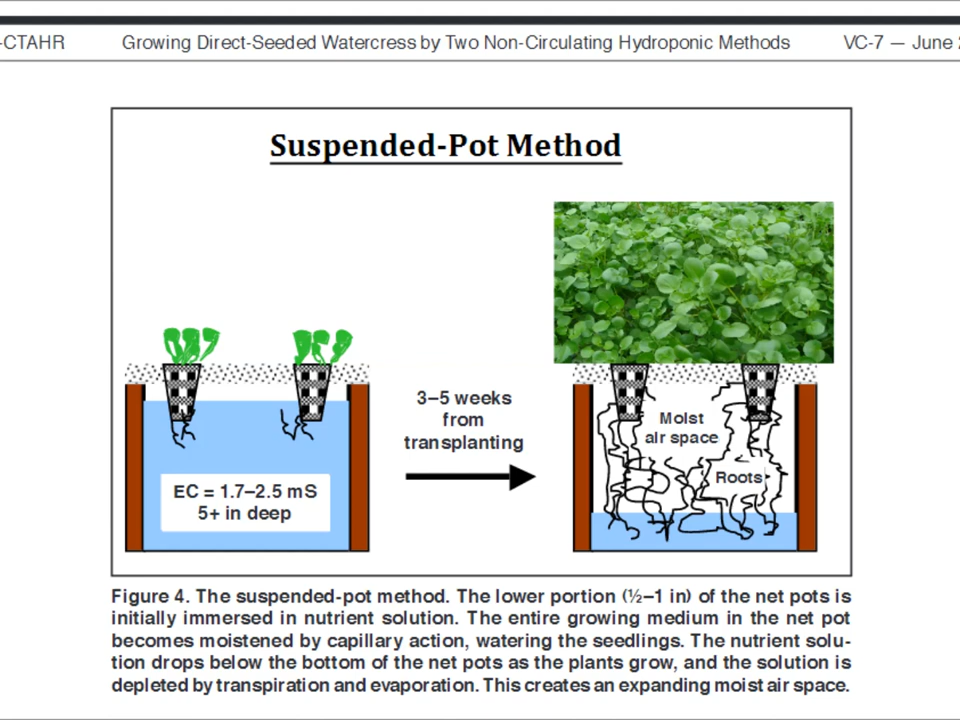 -CTAHR Growing Direct-Seeded Watercress by Two Non-Circulating Hydroponic Methods VC-7 — June
Suspended-Pot Method
3–5 weeks
from
transplanting
Moist
air space
Roots
EC = 1.7–2.5 mS
5+ in deep
Figure 4. The suspended-pot method. The lower portion (½–1 in) of the net pots is
initially immersed in nutrient solution. The entire growing medium in the net pot
becomes moistened by capillary action, watering the seedlings. The nutrient solu-
tion drops below the bottom of the net pots as the plants grow, and the solution is
depleted by transpiration and evaporation. This creates an expanding moist air space.